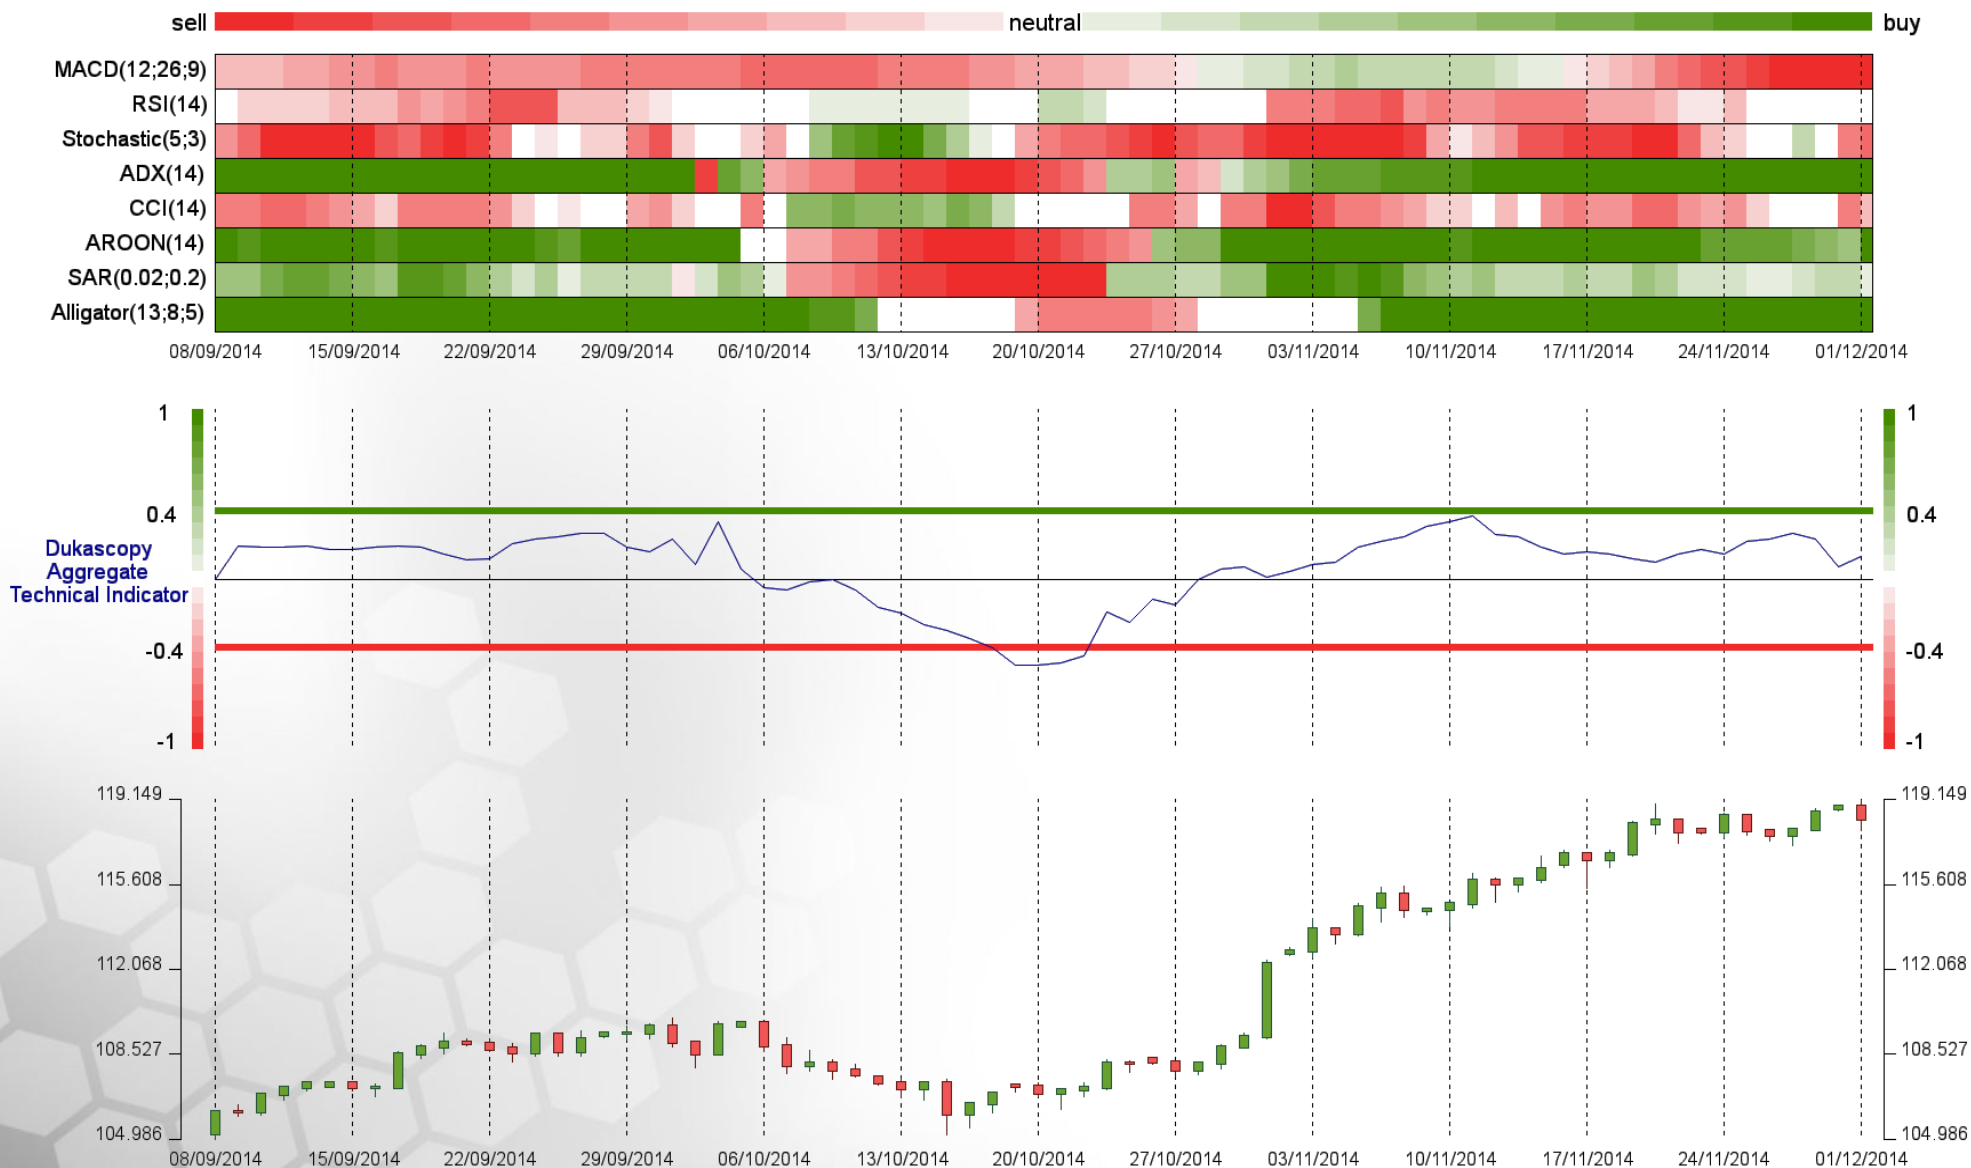 sell neutral buy
MACD(12;26;9)
RSI(14)
Stochastic(5;3)
ADX(14)
CCI(14)
AROON(14)
SAR(0.02;0.2)
Alligator(13;8;5)
08/09/2014 15/09/2014 22/09/2014 29/09/2014 06/10/2014 13/10/2014 20/10/2014 27/10/2014 03/11/2014 10/11/2014 17/11/2014 24/11/2014 01/12/2014
1 1
0.4 0.4
Dukascopy
Aggregate
Technical Indicator
-0.4 -0.4
-1 -1
119.149 119.149
115.608 115.608
112.068 112.068
108.527 108.527
104.986 104.986
08/09/2014 15/09/2014 22/09/2014 29/09/2014 06/10/2014 13/10/2014 20/10/2014 27/10/2014 03/11/2014 10/11/2014 17/11/2014 24/11/2014 01/12/2014